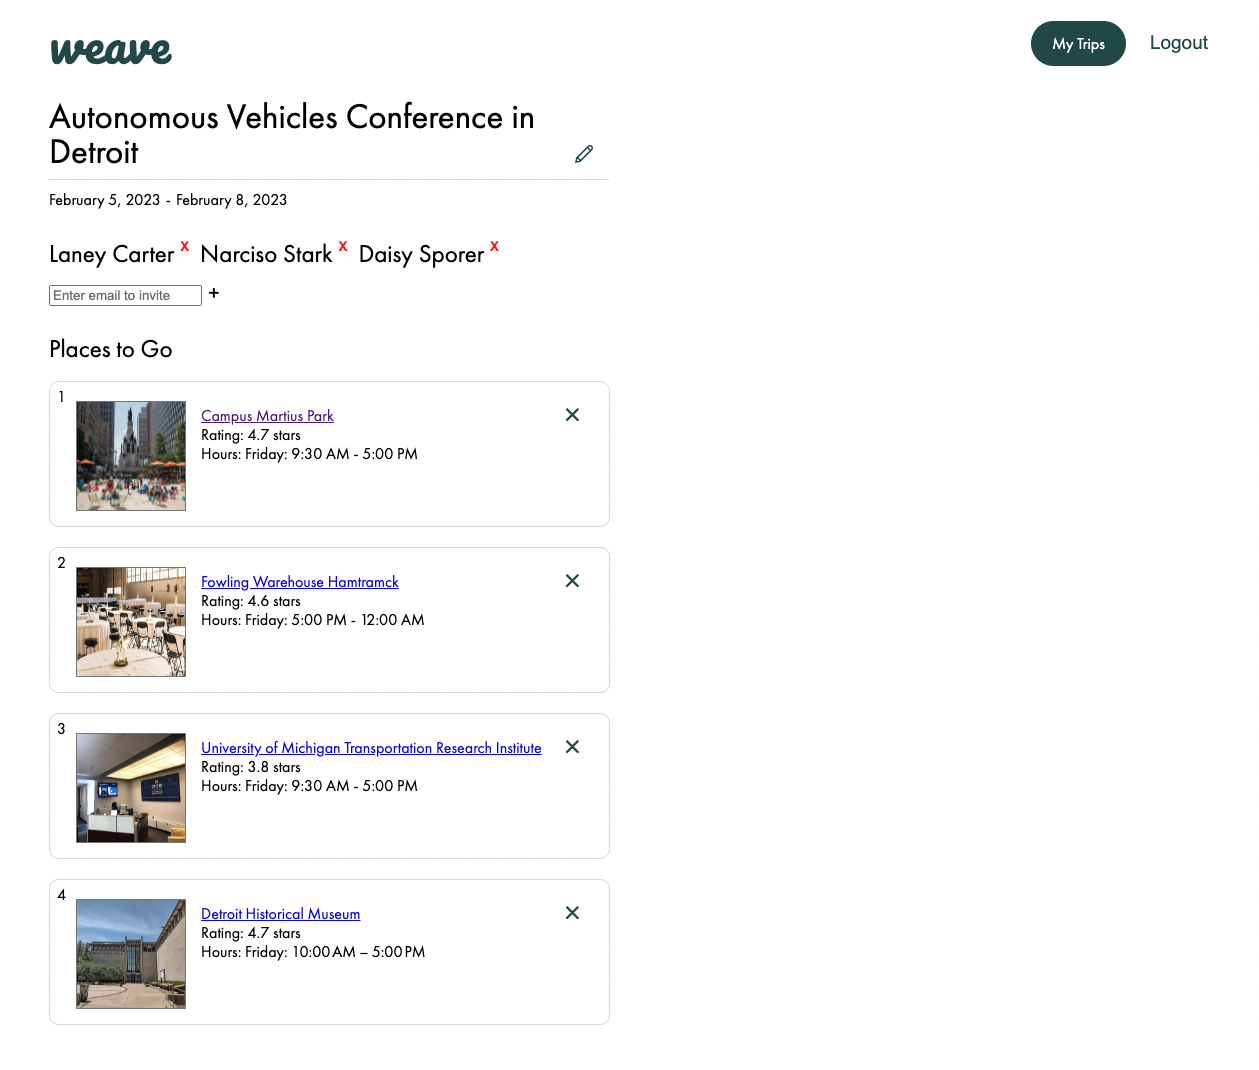 weave
My Trips
Logout
Autonomous Vehicles Conference in
Detroit
February 5, 2023 - February 8, 2023
Laney Carter x Narciso Stark x Daisy Sporer x
Enter email to invite +
Places to Go
1
Campus Martius Park
Rating: 4.7 stars
Hours: Friday: 9:30 AM - 5:00 PM
2
Fowling Warehouse Hamtramck
Rating: 4.6 stars
Hours: Friday: 5:00 PM - 12:00 AM
3
University of Michigan Transportation Research Institute
Rating: 3.8 stars
Hours: Friday: 9:30 AM - 5:00 PM
4
Detroit Historical Museum
Rating: 4.7 stars
Hours: Friday: 10:00 AM – 5:00 PM